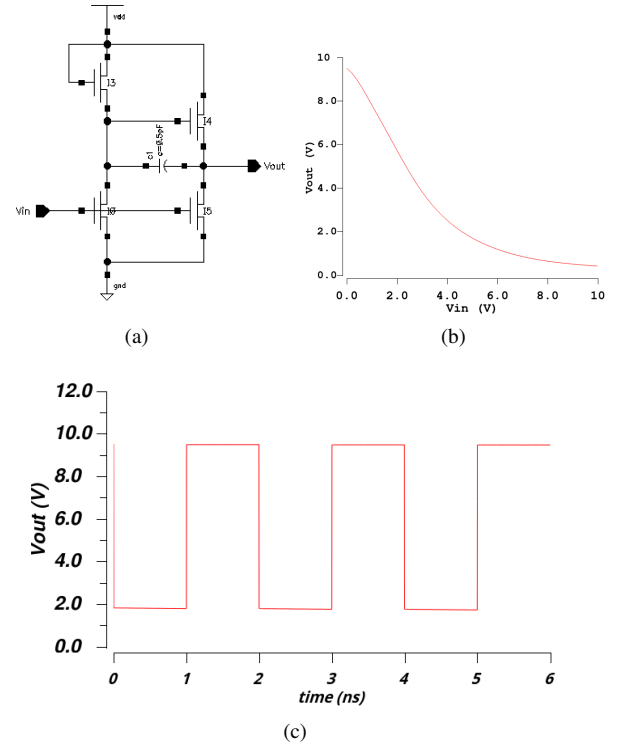 vdd
I3
I4
c1
c=0.5pF
Vout
Vin
I0
I5
gnd
(a)
10
8.0
6.0
4.0
2.0
0.0
Vout (V)
0.0 2.0 4.0 6.0 8.0 10
Vin (V)
(b)
12.0
10.0
8.0
6.0
4.0
2.0
0.0
Vout (V)
0 1 2 3 4 5 6
time (ns)
(c)